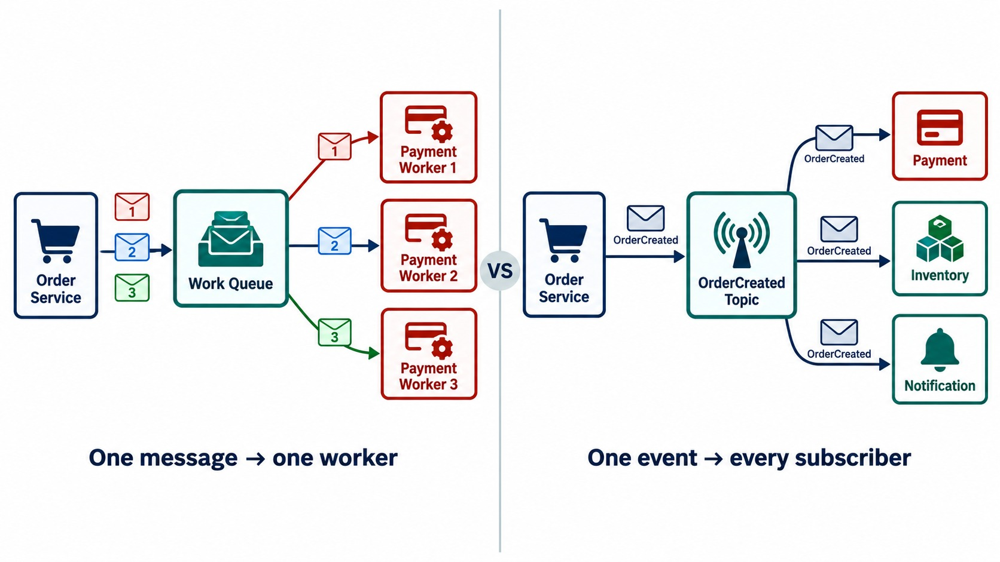 Order
Service
1
2
3
Work Queue
1
2
3
Payment
Worker 1
Payment
Worker 2
Payment
Worker 3
One message → one worker
VS
Order
Service
OrderCreated
OrderCreated
Topic
OrderCreated
OrderCreated
OrderCreated
Payment
Inventory
Notification
One event → every subscriber